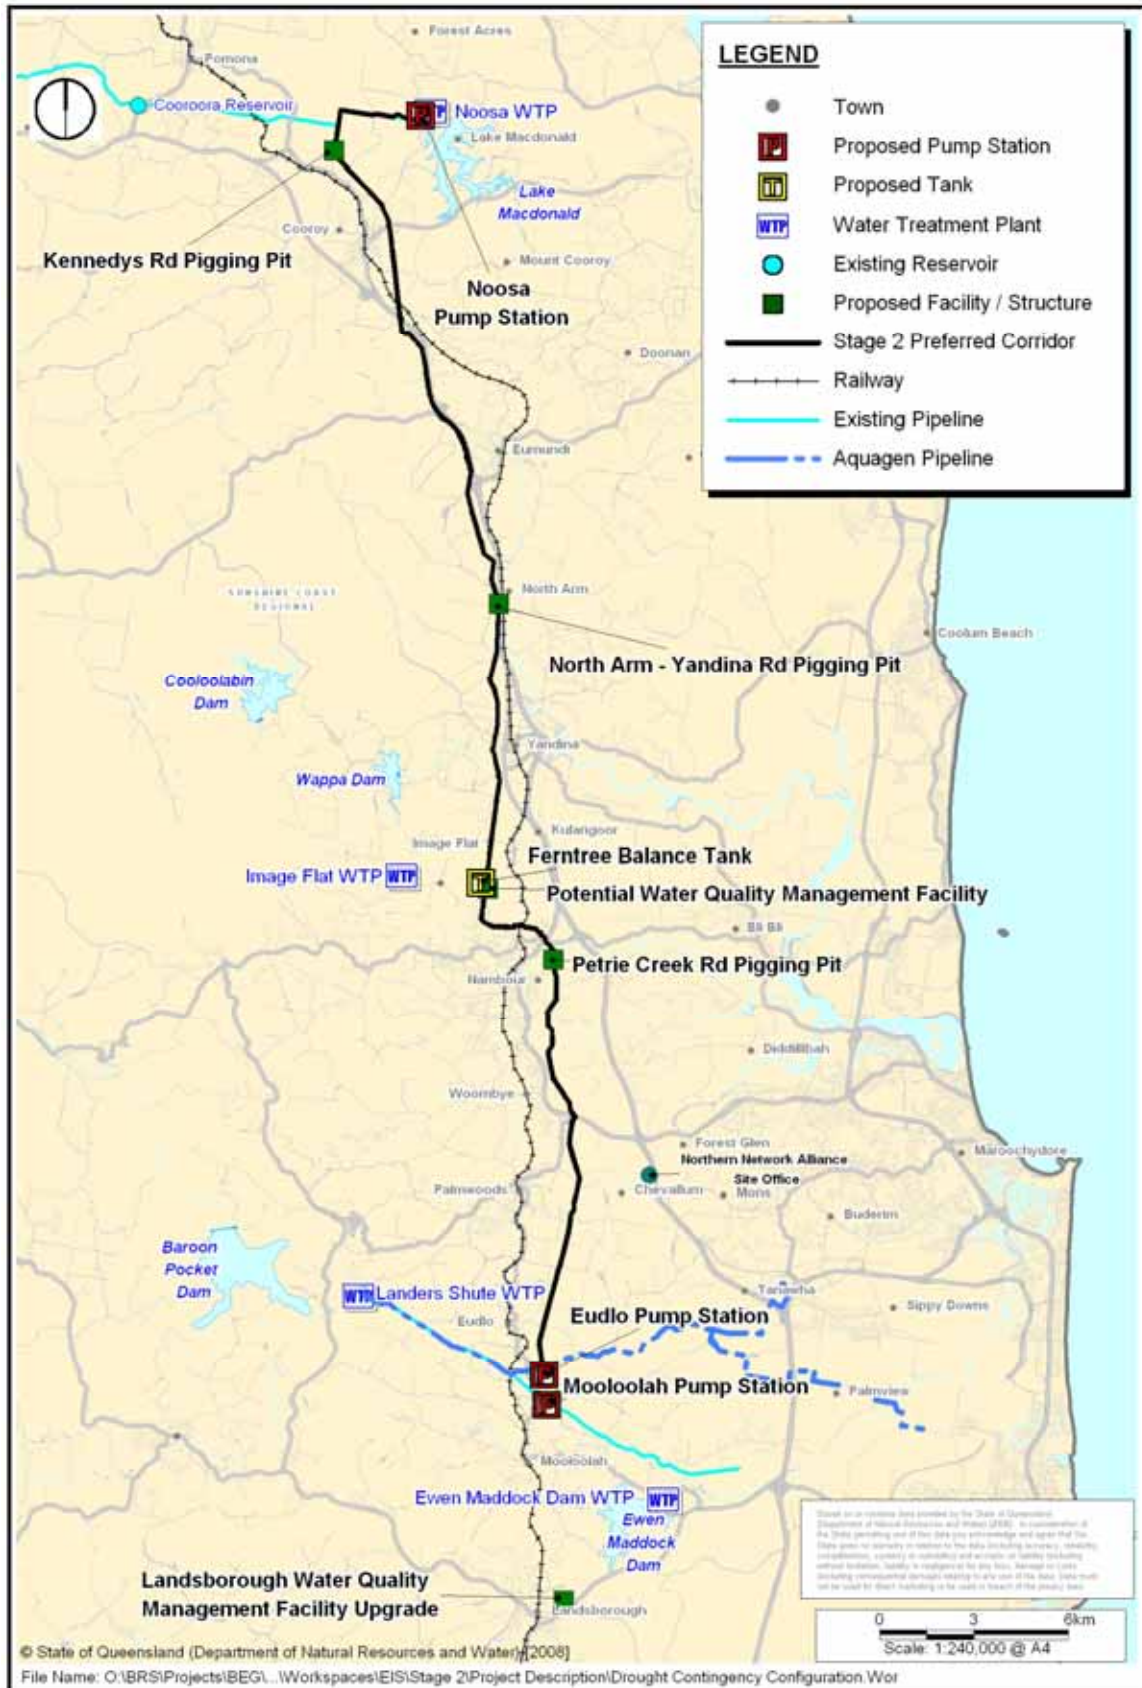 Forest Acres
Pomona
Cooroora Reservoir
Noosa WTP
Lake Macdonald
Lake
Macdonald
Cooroy
Kennedys Rd Pigging Pit
Mount Cooroy
Noosa
Pump Station
Doonan
LEGEND
Town
Proposed Pump Station
Proposed Tank
WTP
Water Treatment Plant
Existing Reservoir
Proposed Facility / Structure
Stage 2 Preferred Corridor
Railway
Existing Pipeline
Aquagen Pipeline
Eumundi
SUNSHINE COAST
REGIONAL
North Arm
Coolum Beach
North Arm - Yandina Rd Pigging Pit
Cooloolabin
Dam
Yandina
Wappa Dam
Kulangoor
Image Flat
Ferntree Balance Tank
Image Flat WTP
WTP
Potential Water Quality Management Facility
Bli Bli
Petrie Creek Rd Pigging Pit
Nambour
Diddillibah
Woombye
Forest Glen
Northern Network Alliance
Site Office
Maroochydore
Palmwoods
Chevallum
Mons
Buderim
Baroon
Pocket
Dam
Landers Shute WTP
Tanawha
Sippy Downs
Eudlo
Eudlo Pump Station
Mooloolah Pump Station
Palmview
Mooloolah
Ewen Maddock Dam WTP
WTP
Ewen
Maddock
Dam
Landsborough Water Quality
Management Facility Upgrade
Landsborough
0 3 6km
Scale: 1:240,000 @ A4
© State of Queensland (Department of Natural Resources and Water) [2008]
File Name: O:\BRS\Projects\BEG\...\Workspaces\EIS\Stage 2\Project Description\Drought Contingency Configuration.Wor